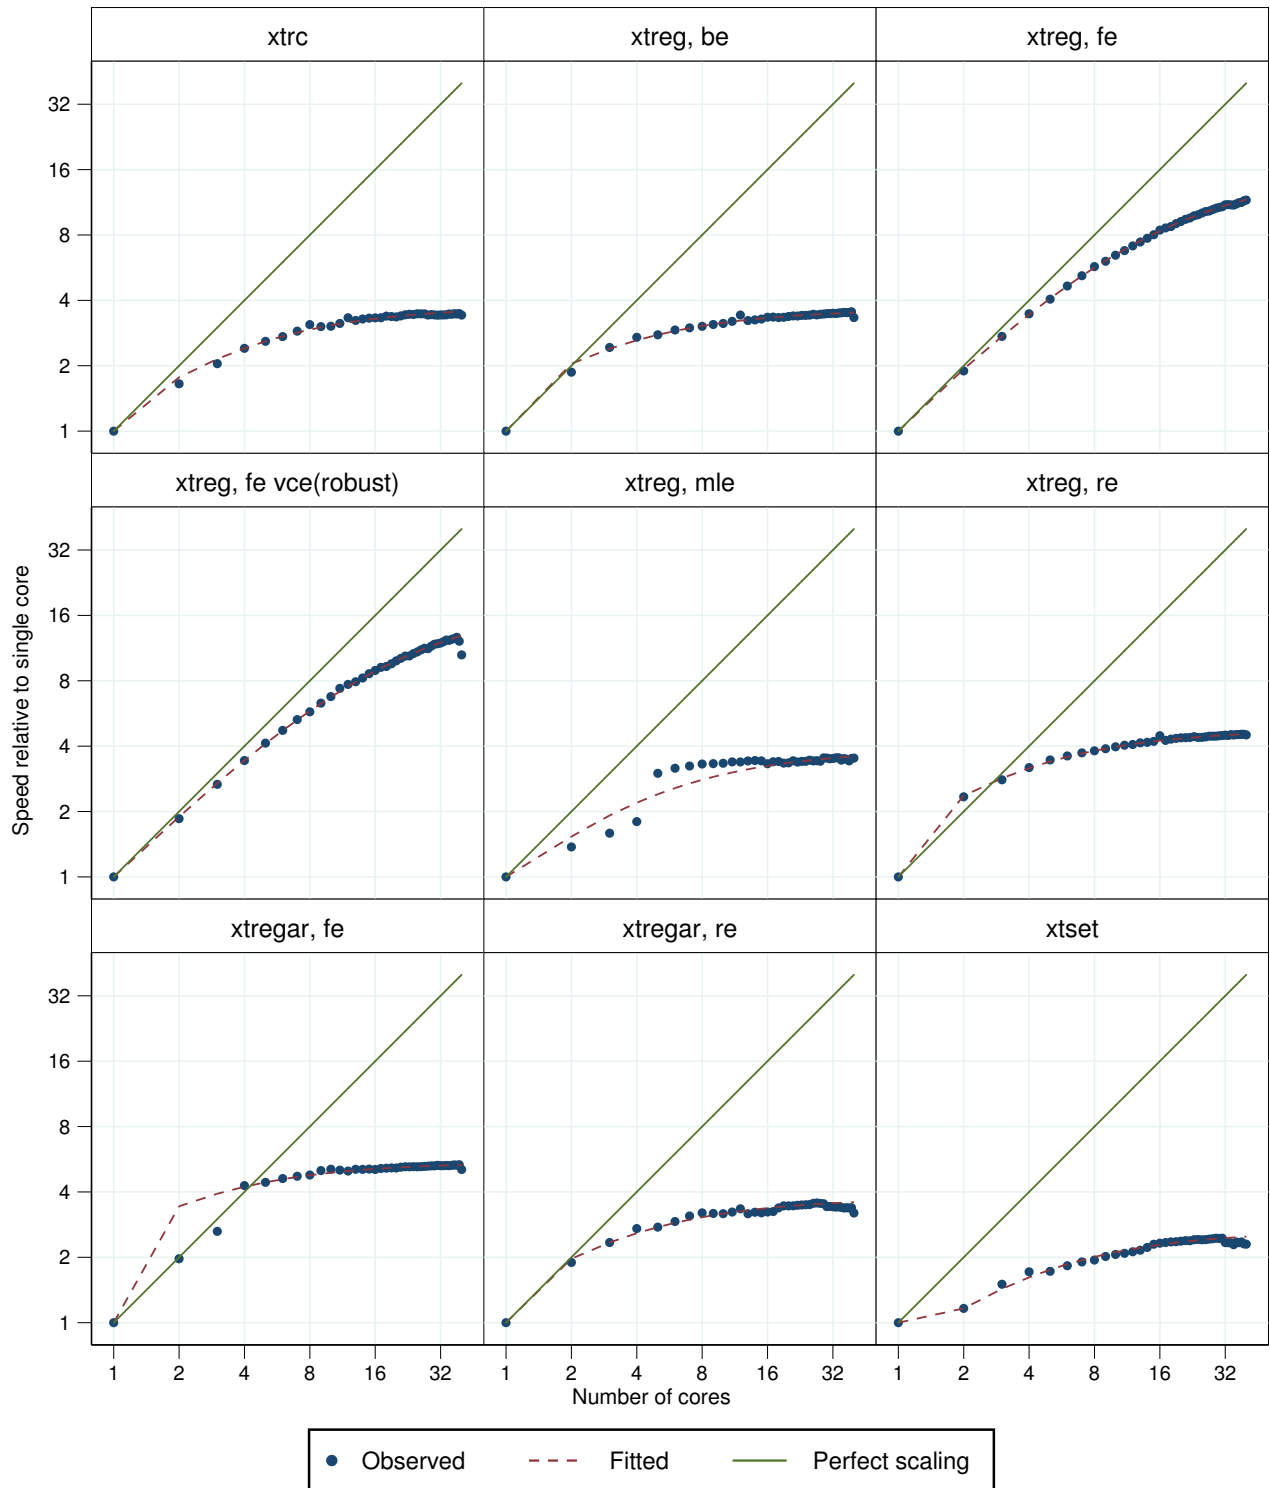 xtrc
xtreg, be
xtreg, fe
32
16
8
4
2
1
xtreg, fe vce(robust)
xtreg, mle
xtreg, re
32
16
8
4
2
1
xtregar, fe
xtregar, re
xtset
32
16
8
4
2
1
Speed relative to single core
1 2 4 8 16 32
1 2 4 8 16 32
1 2 4 8 16 32
Number of cores
Observed
Fitted
Perfect scaling